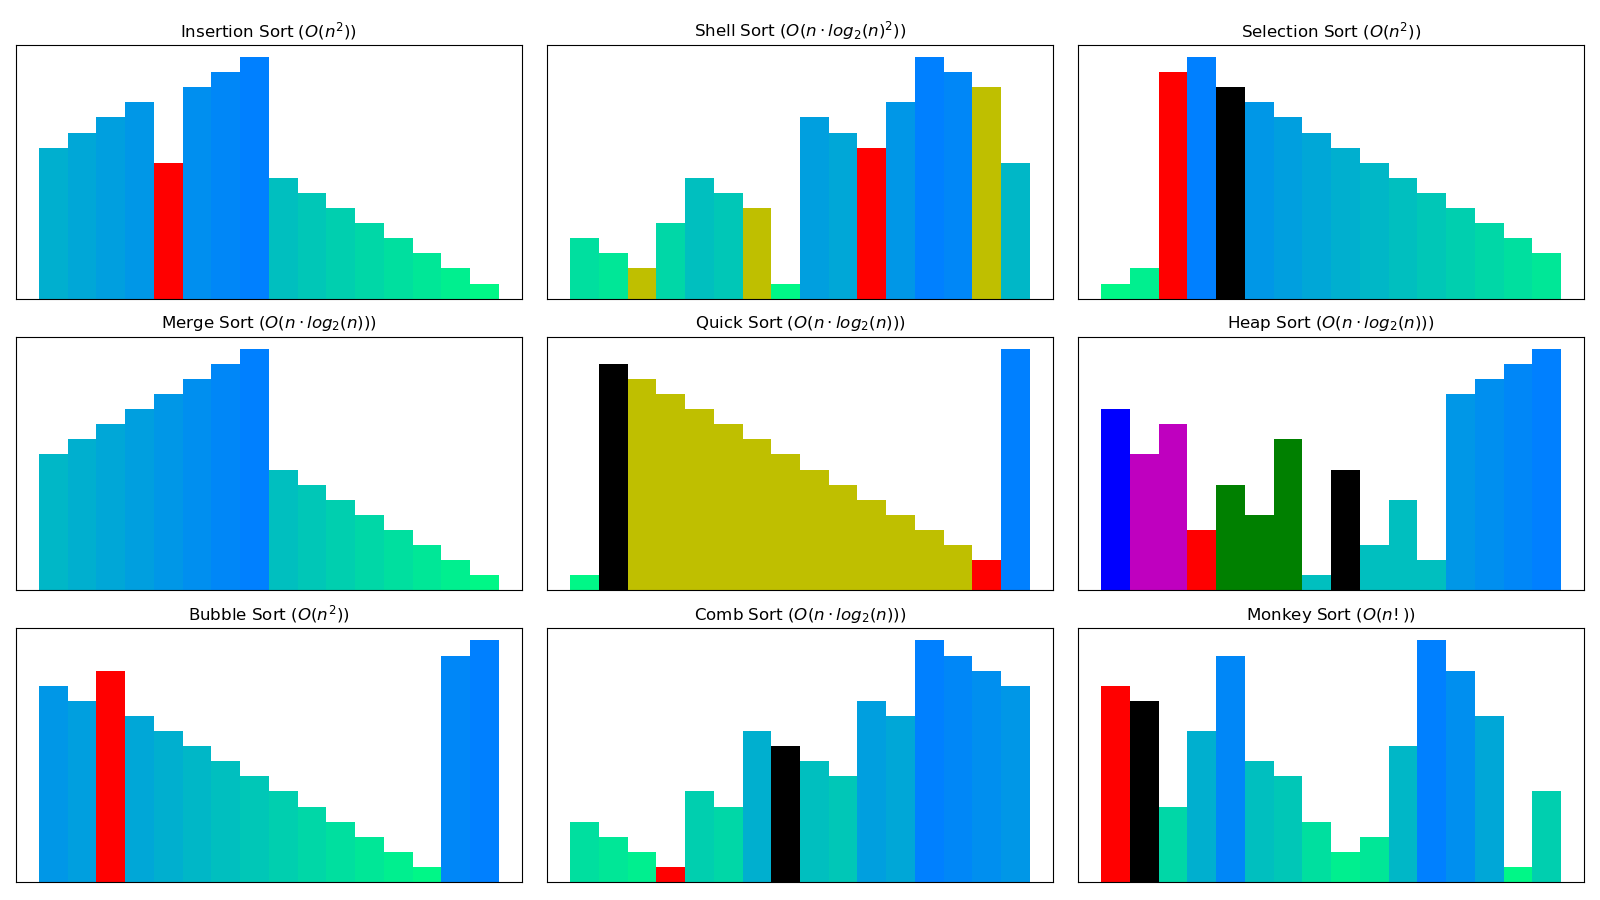 Insertion Sort (O(n²))
Shell Sort (O(n · log₂(n)²))
Selection Sort (O(n²))
Merge Sort (O(n · log₂(n)))
Quick Sort (O(n · log₂(n)))
Heap Sort (O(n · log₂(n)))
Bubble Sort (O(n²))
Comb Sort (O(n · log₂(n)))
Monkey Sort (O(n!))